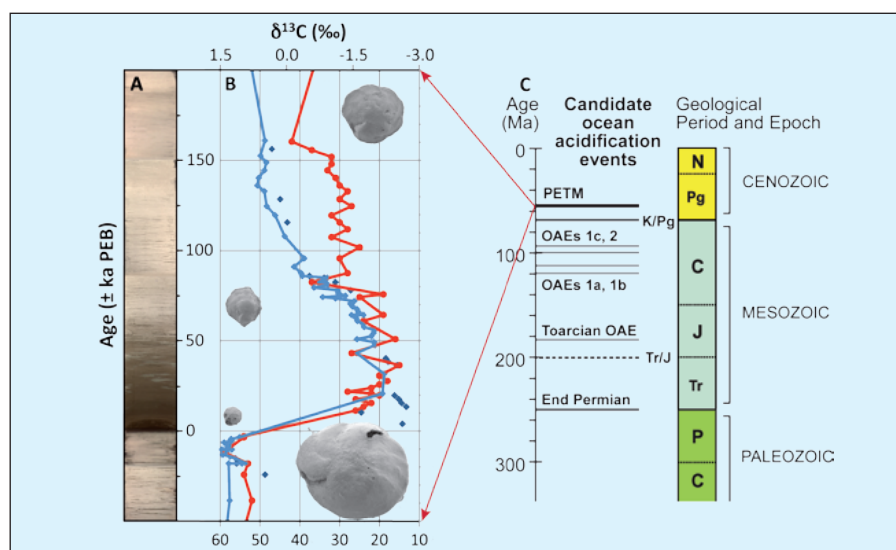 δ¹³C (‰)
1.5 0.0 -1.5 -3.0
A B
Age (± ka PEB)
150
100
50
0
60 50 40 30 20 10
C
Age
(Ma)
Candidate
ocean
acidification
events
Geological
Period and Epoch
0
100
200
300
PETM
K/Pg
OAEs 1c, 2
OAEs 1a, 1b
Toarcian OAE
Tr/J
End Permian
N
Pg
C
J
Tr
P
C
CENOZOIC
MESOZOIC
PALEOZOIC